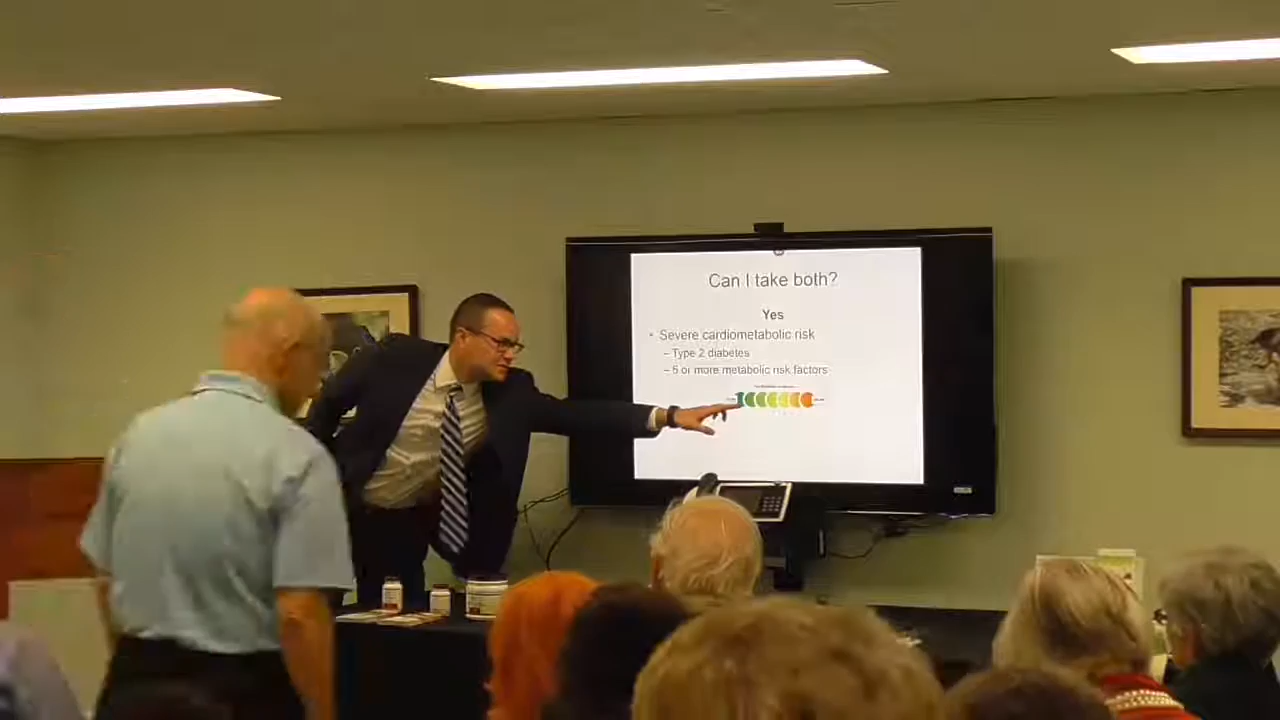 Can I take both?
Yes
• Severe cardiometabolic risk
– Type 2 diabetes
– 5 or more metabolic risk factors